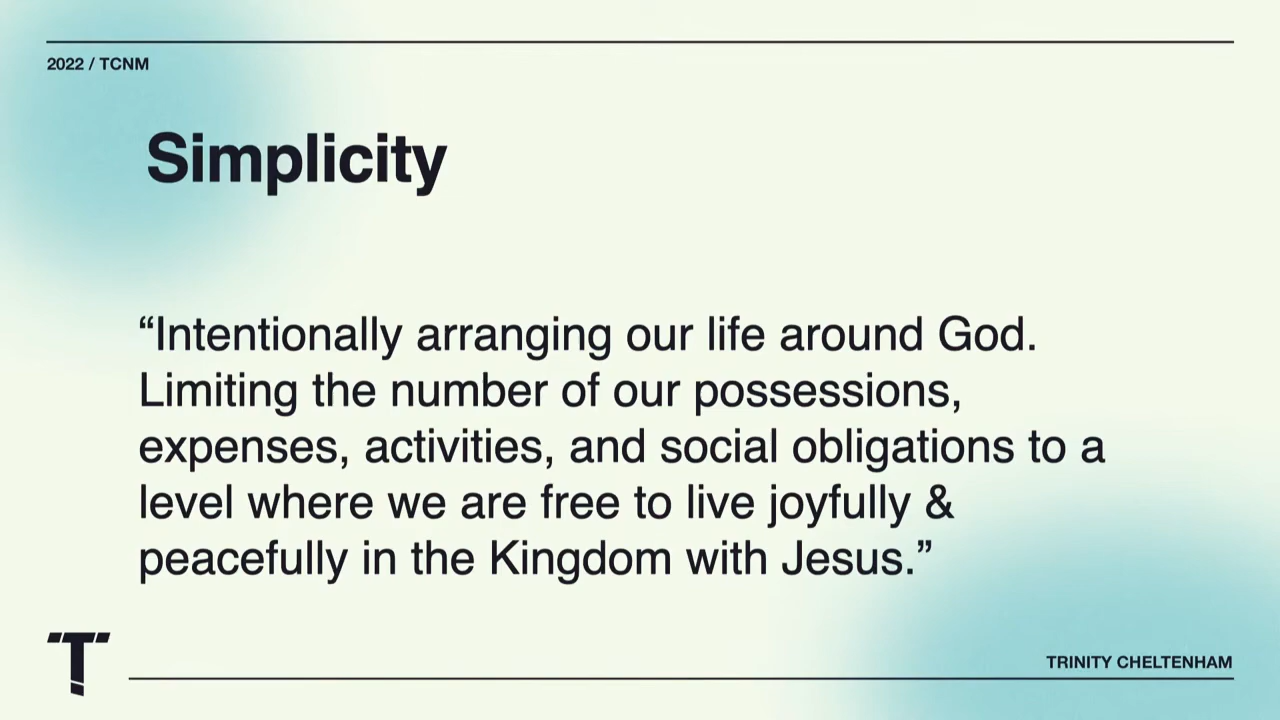 2022 / TCNM
Simplicity
“Intentionally arranging our life around God.
Limiting the number of our possessions,
expenses, activities, and social obligations to a
level where we are free to live joyfully &
peacefully in the Kingdom with Jesus.”
T
TRINITY CHELTENHAM